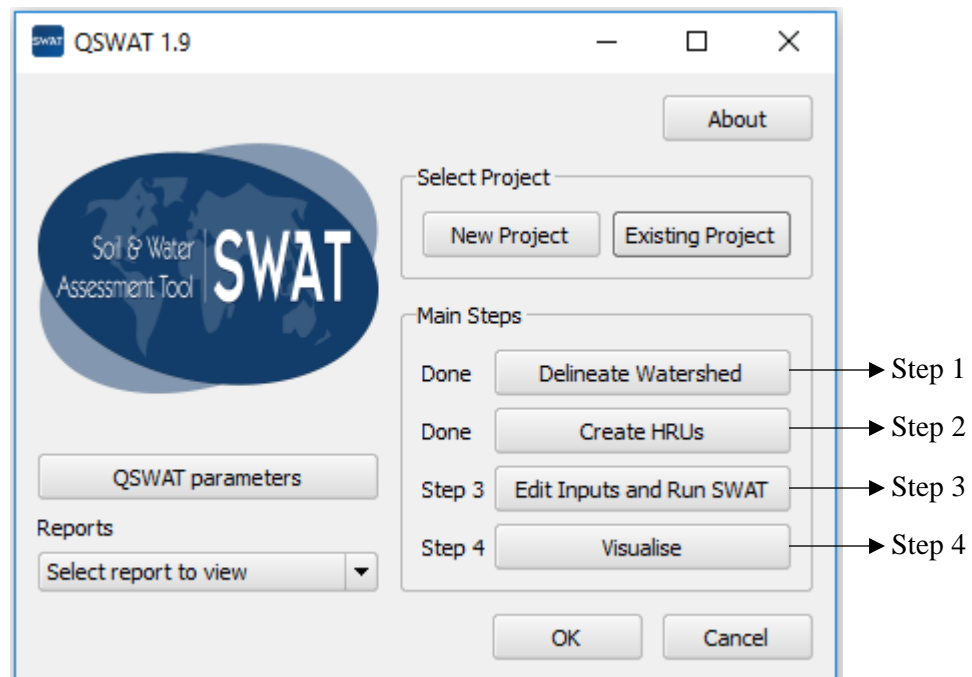 SWAT QSWAT 1.9
About
Select Project
New Project Existing Project
Soil & Water
Assessment Tool
SWAT
Main Steps
Done Delineate Watershed Step 1
Done Create HRUs Step 2
QSWAT parameters
Step 3 Edit Inputs and Run SWAT Step 3
Reports
Step 4 Visualise Step 4
Select report to view
OK Cancel